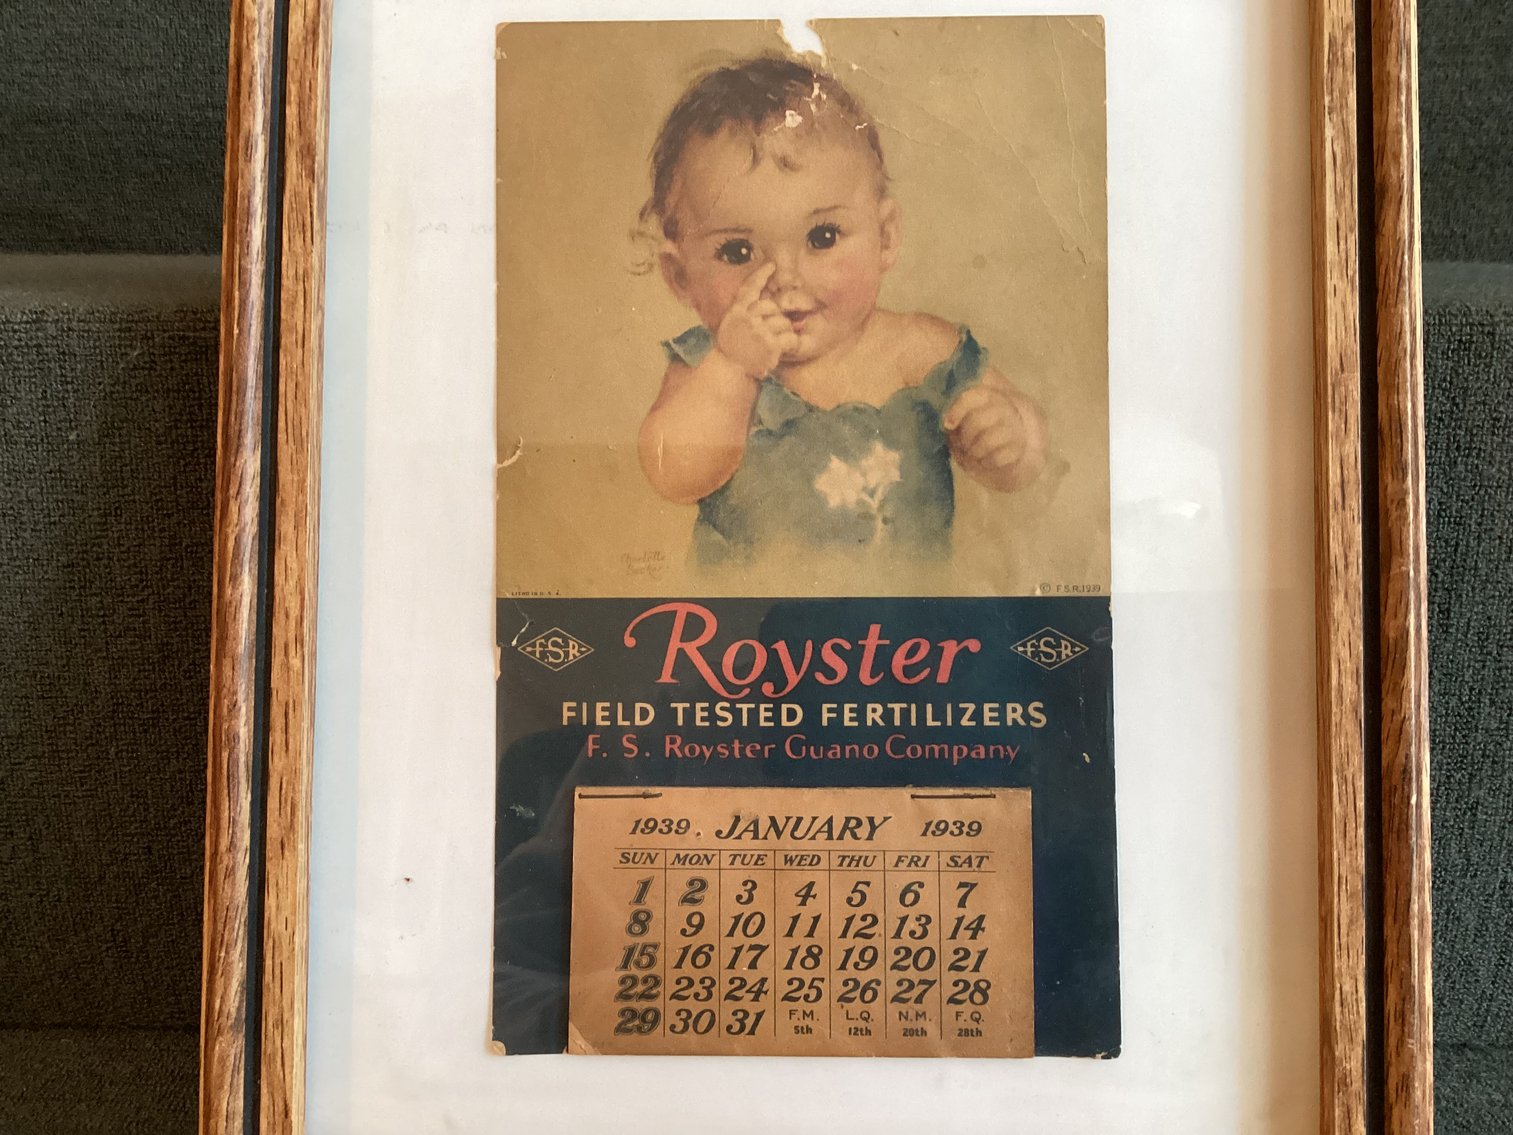 Charlotte
Becker
LITHO IN U.S.A.
© F.S.R. 1939
F.S.R. Royster F.S.R.
FIELD TESTED FERTILIZERS
F. S. Royster Guano Company
1939. JANUARY 1939
SUN MON TUE WED THU FRI SAT
1 2 3 4 5 6 7
8 9 10 11 12 13 14
15 16 17 18 19 20 21
22 23 24 25 26 27 28
29 30 31 F.M. L.Q. N.M. F.Q.
5th 12th 20th 28th